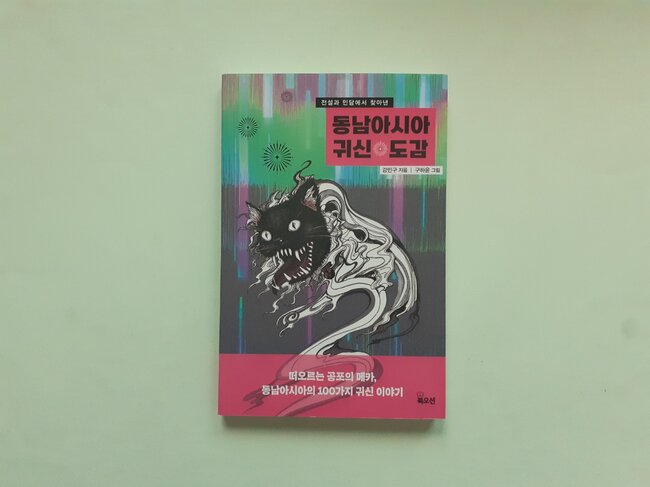 전설과 민담에서 찾아낸
동남아시아
귀신 도감
강민구 지음 | 구하윤 그림
떠오르는 공포의 메카,
동남아시아의 100가지 귀신 이야기
북오션